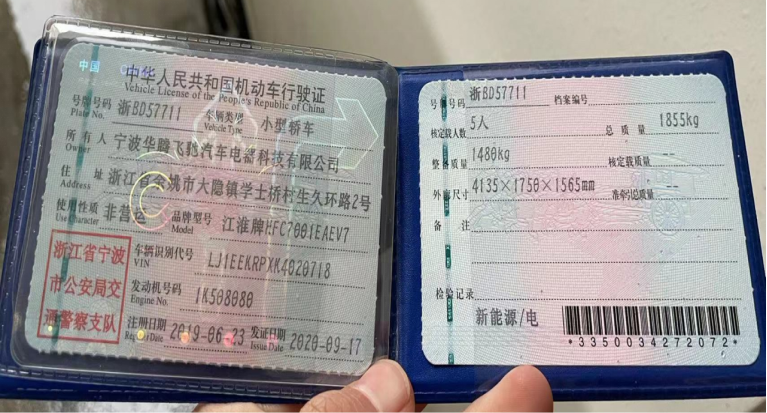 中国
中华人民共和国机动车行驶证
Vehicle License of the People's Republic of China
号牌号码 Plate No. 浙BD57711 车辆类型 Vehicle Type 小型轿车
所有人 Owner 宁波华腾飞驰汽车电器科技有限公司
住址 Address 浙江省余姚市大隐镇学士桥村生久环路2号
使用性质 Use Character 非营运 品牌型号 Model 江淮牌HFC7001EAEV7
浙江省宁波
市公安局交
通警察支队
车辆识别代号 VIN LJ1EEKRPXK4020718
发动机号码 Engine No. 1K508080
注册日期 Register Date 2019-06-23 发证日期 Issue Date 2020-09-17
号牌号码 浙BD57711 档案编号
核定载人数 5人 总质量 1855kg
整备质量 1480kg 核定载质量 --
外廓尺寸 4135×1750×1565mm 准牵引总质量 --
备注
检验记录
新能源/电
*3350034272072*